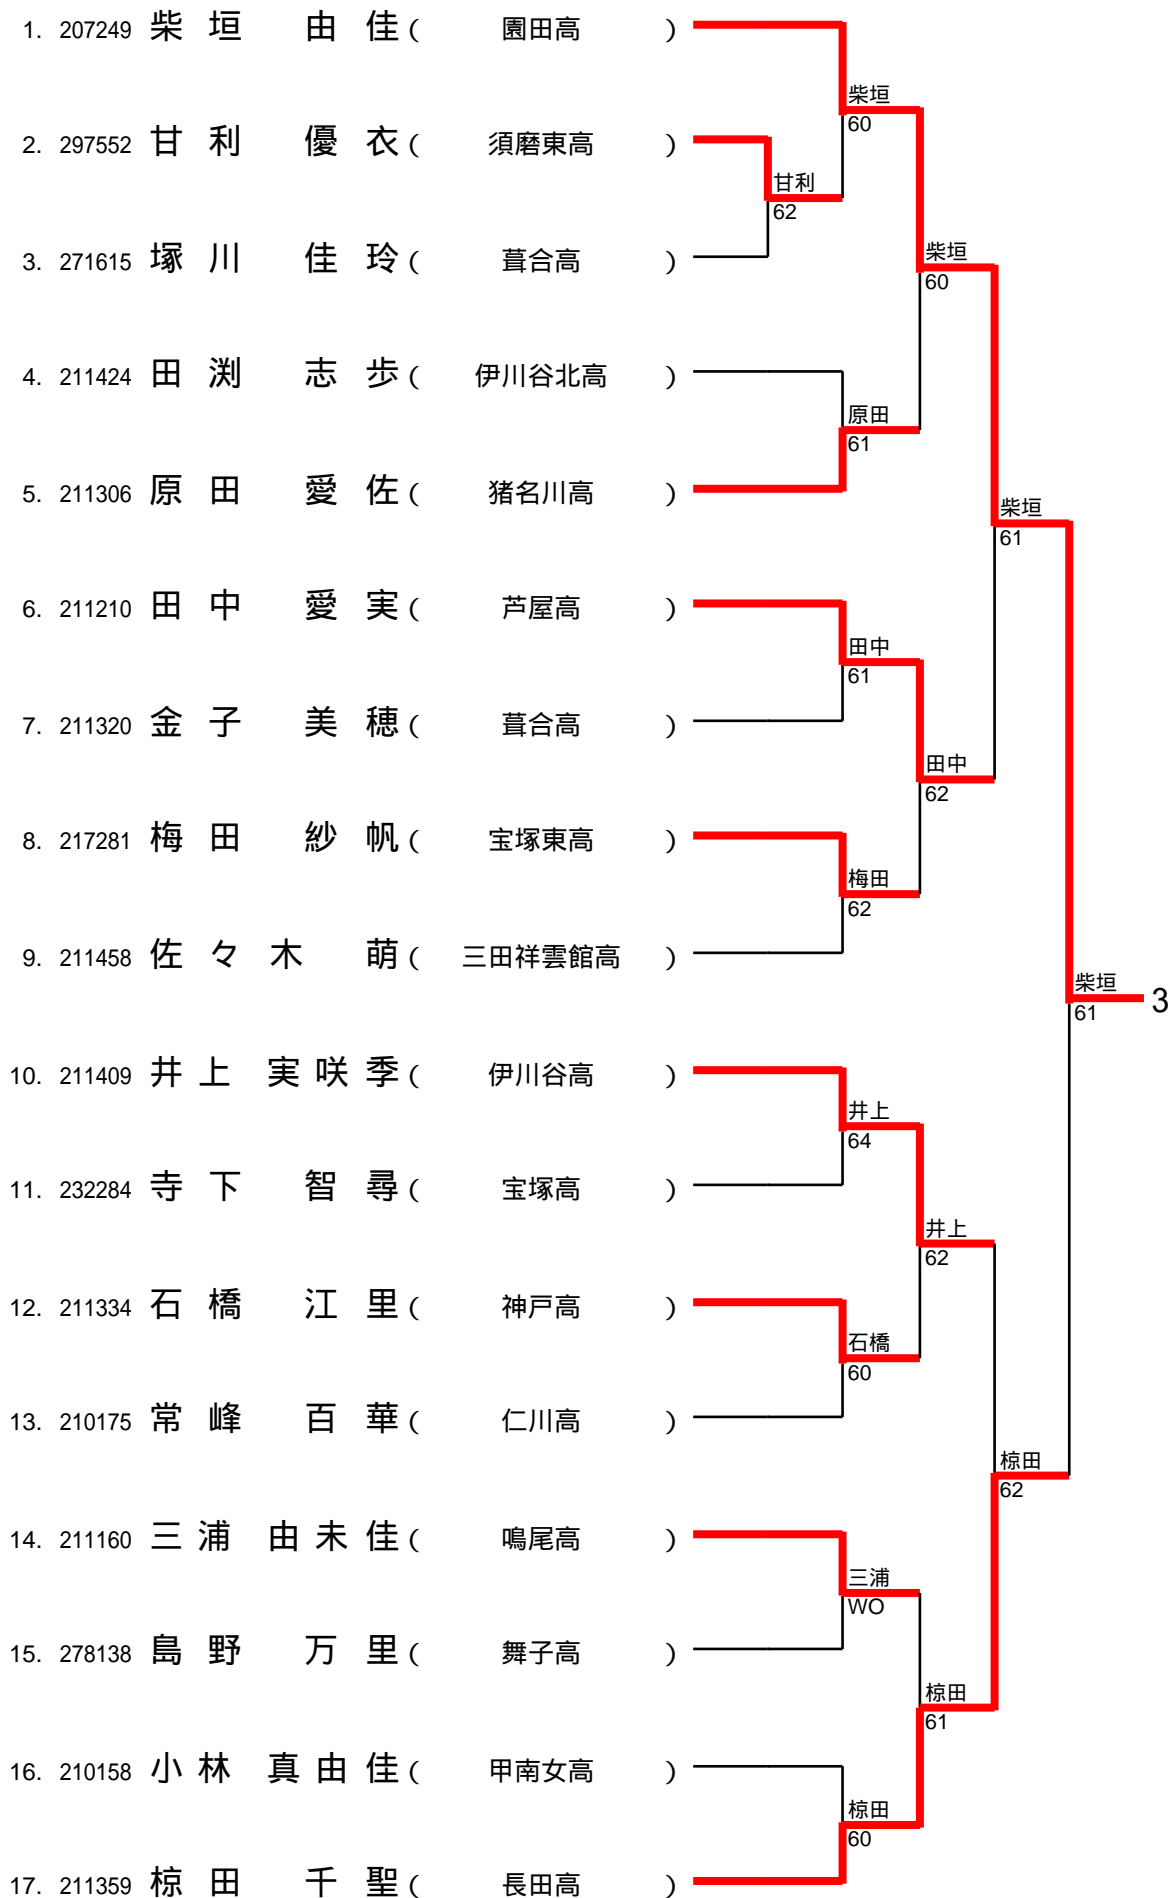 1. 207249 柴垣 由佳 ( 園田高 )
柴垣
60
2. 297552 甘利 優衣 ( 須磨東高 )
甘利
62
3. 271615 塚川 佳玲 ( 葺合高 )
柴垣
60
4. 211424 田渕 志歩 ( 伊川谷北高 )
原田
61
5. 211306 原田 愛佐 ( 猪名川高 )
柴垣
61
6. 211210 田中 愛実 ( 芦屋高 )
田中
61
7. 211320 金子 美穂 ( 葺合高 )
田中
62
8. 217281 梅田 紗帆 ( 宝塚東高 )
梅田
62
9. 211458 佐々木 萌 ( 三田祥雲館高 )
柴垣
61
3
10. 211409 井上 実咲季 ( 伊川谷高 )
井上
64
11. 232284 寺下 智尋 ( 宝塚高 )
井上
62
12. 211334 石橋 江里 ( 神戸高 )
石橋
60
13. 210175 常峰 百華 ( 仁川高 )
椋田
62
14. 211160 三浦 由未佳 ( 鳴尾高 )
三浦
WO
15. 278138 島野 万里 ( 舞子高 )
椋田
61
16. 210158 小林 真由佳 ( 甲南女高 )
椋田
60
17. 211359 椋田 千聖 ( 長田高 )